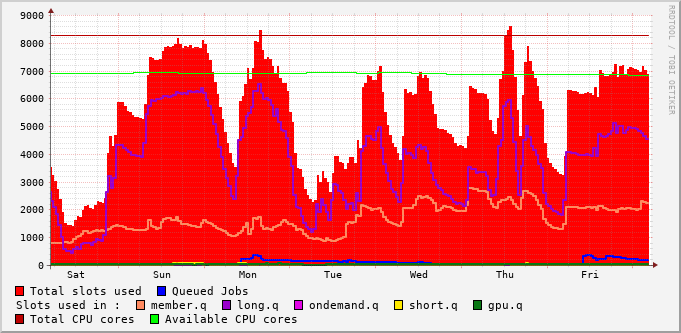 RRDTOOL / TOBI OETIKER
9000
8000
7000
6000
5000
4000
3000
2000
1000
0
Sat Sun Mon Tue Wed Thu Fri
Total slots used Queued Jobs
Slots used in : member.q long.q ondemand.q short.q gpu.q
Total CPU cores Available CPU cores